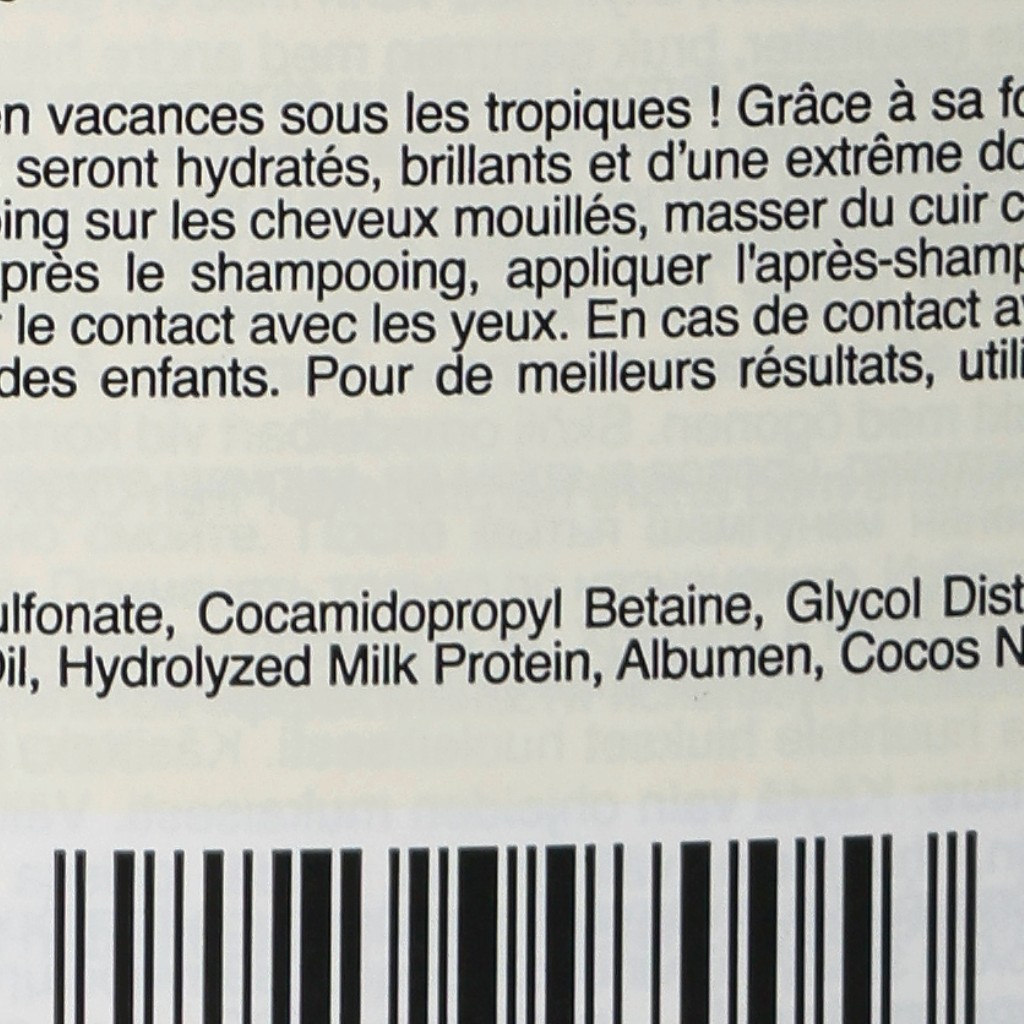 en vacances sous les tropiques ! Grâce à sa fo
seront hydratés, brillants et d'une extrême do
ing sur les cheveux mouillés, masser du cuir c
près le shampooing, appliquer l'après-shamp
le contact avec les yeux. En cas de contact av
des enfants. Pour de meilleurs résultats, utili
ulfonate, Cocamidopropyl Betaine, Glycol Dist
Oil, Hydrolyzed Milk Protein, Albumen, Cocos N